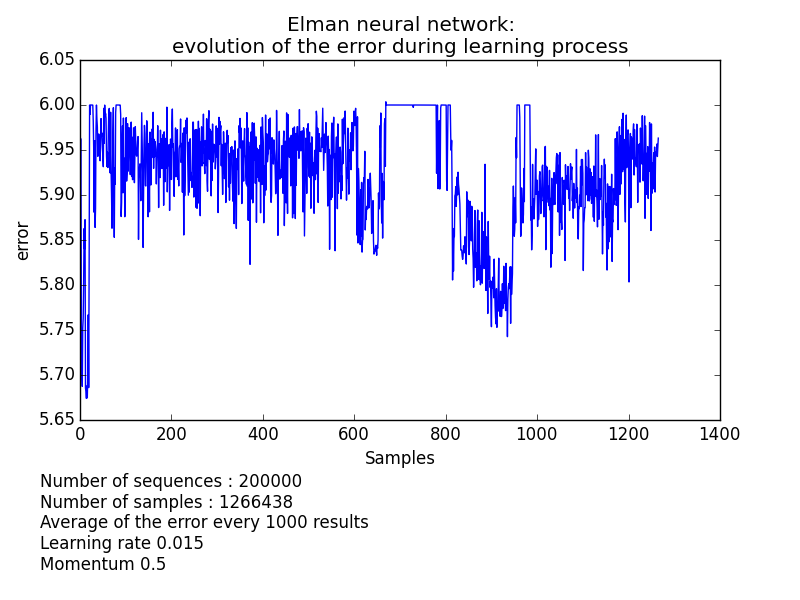 Elman neural network:
evolution of the error during learning process
6.05
6.00
5.95
5.90
5.85
5.80
5.75
5.70
5.65
error
0 200 400 600 800 1000 1200 1400
Samples
Number of sequences : 200000
Number of samples : 1266438
Average of the error every 1000 results
Learning rate 0.015
Momentum 0.5